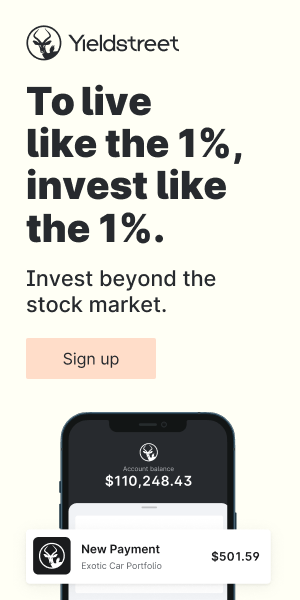 Yieldstreet
To live
like the 1%,
invest like
the 1%.
Invest beyond the
stock market.
Sign up
Account balance
$110,248.43
New Payment
$501.59
Exotic Car Portfolio